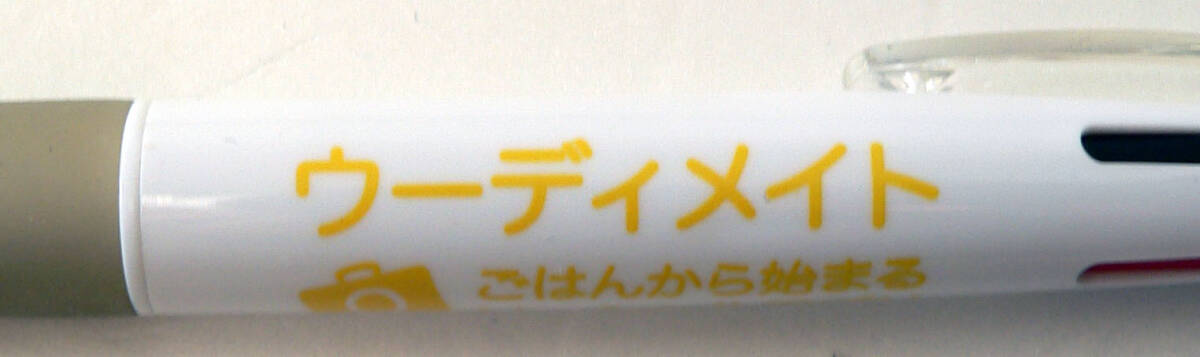 ウーディメイト
ごはんから始まる